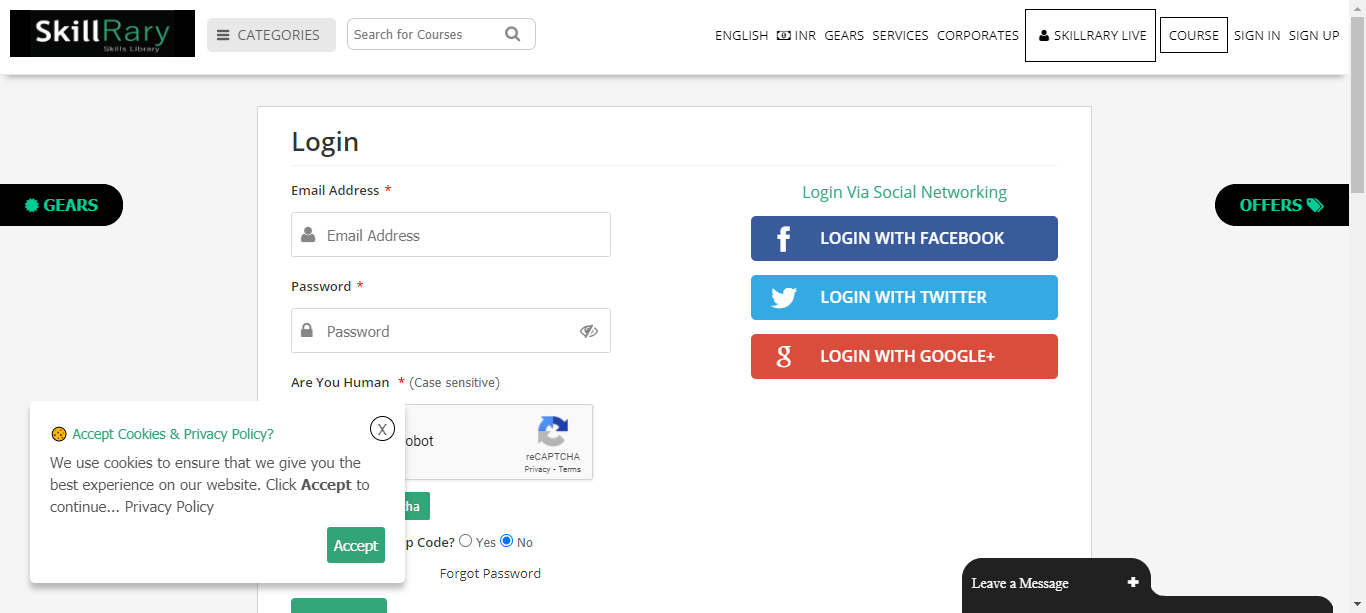 SkillRary
Skills Library
CATEGORIES
Search for Courses
ENGLISH INR GEARS SERVICES CORPORATES SKILLRARY LIVE COURSE SIGN IN SIGN UP
Login
Email Address *
Email Address
Password *
Password
Are You Human * (Case sensitive)
obot
reCAPTCHA
Privacy - Terms
ha
p Code? Yes No
Forgot Password
Login Via Social Networking
LOGIN WITH FACEBOOK
LOGIN WITH TWITTER
LOGIN WITH GOOGLE+
GEARS
OFFERS
Accept Cookies & Privacy Policy?
X
We use cookies to ensure that we give you the
best experience on our website. Click Accept to
continue... Privacy Policy
Accept
Leave a Message